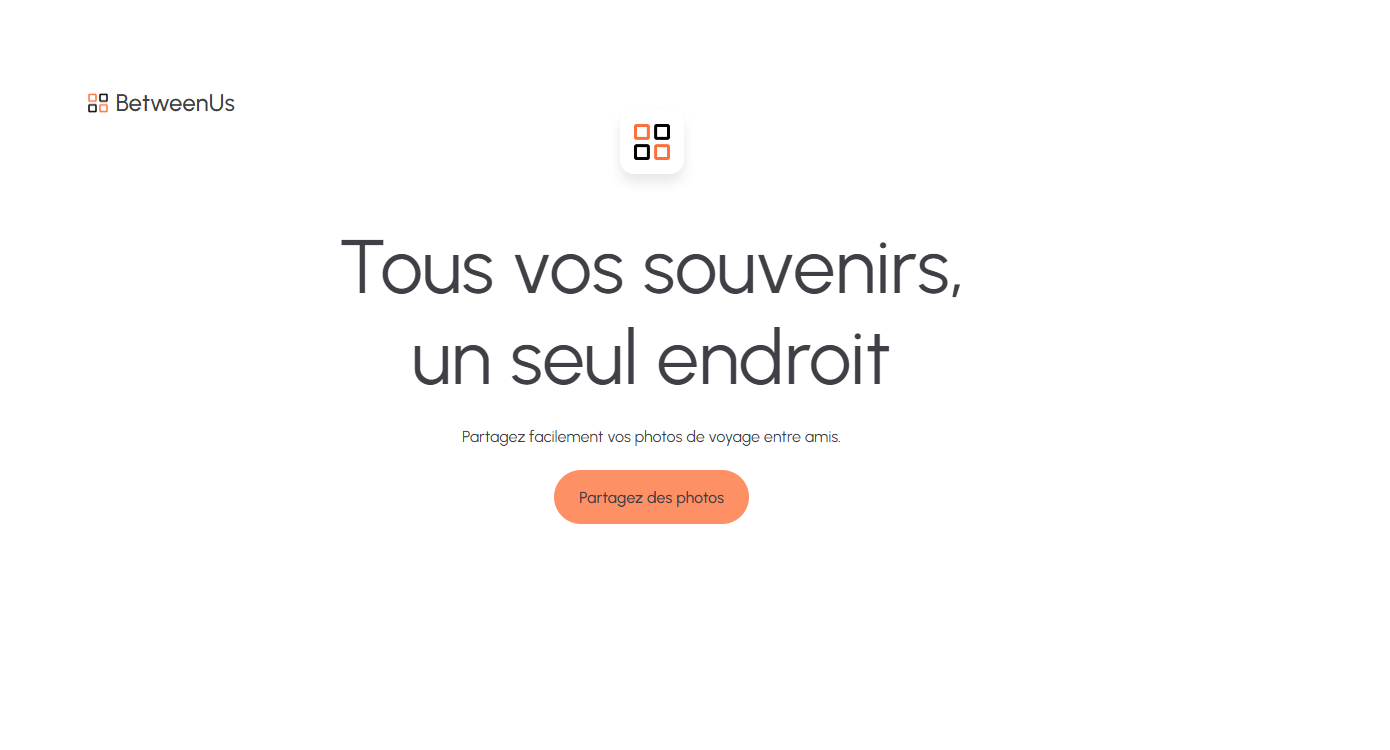 BetweenUs
Tous vos souvenirs,
un seul endroit
Partagez facilement vos photos de voyage entre amis.
Partagez des photos